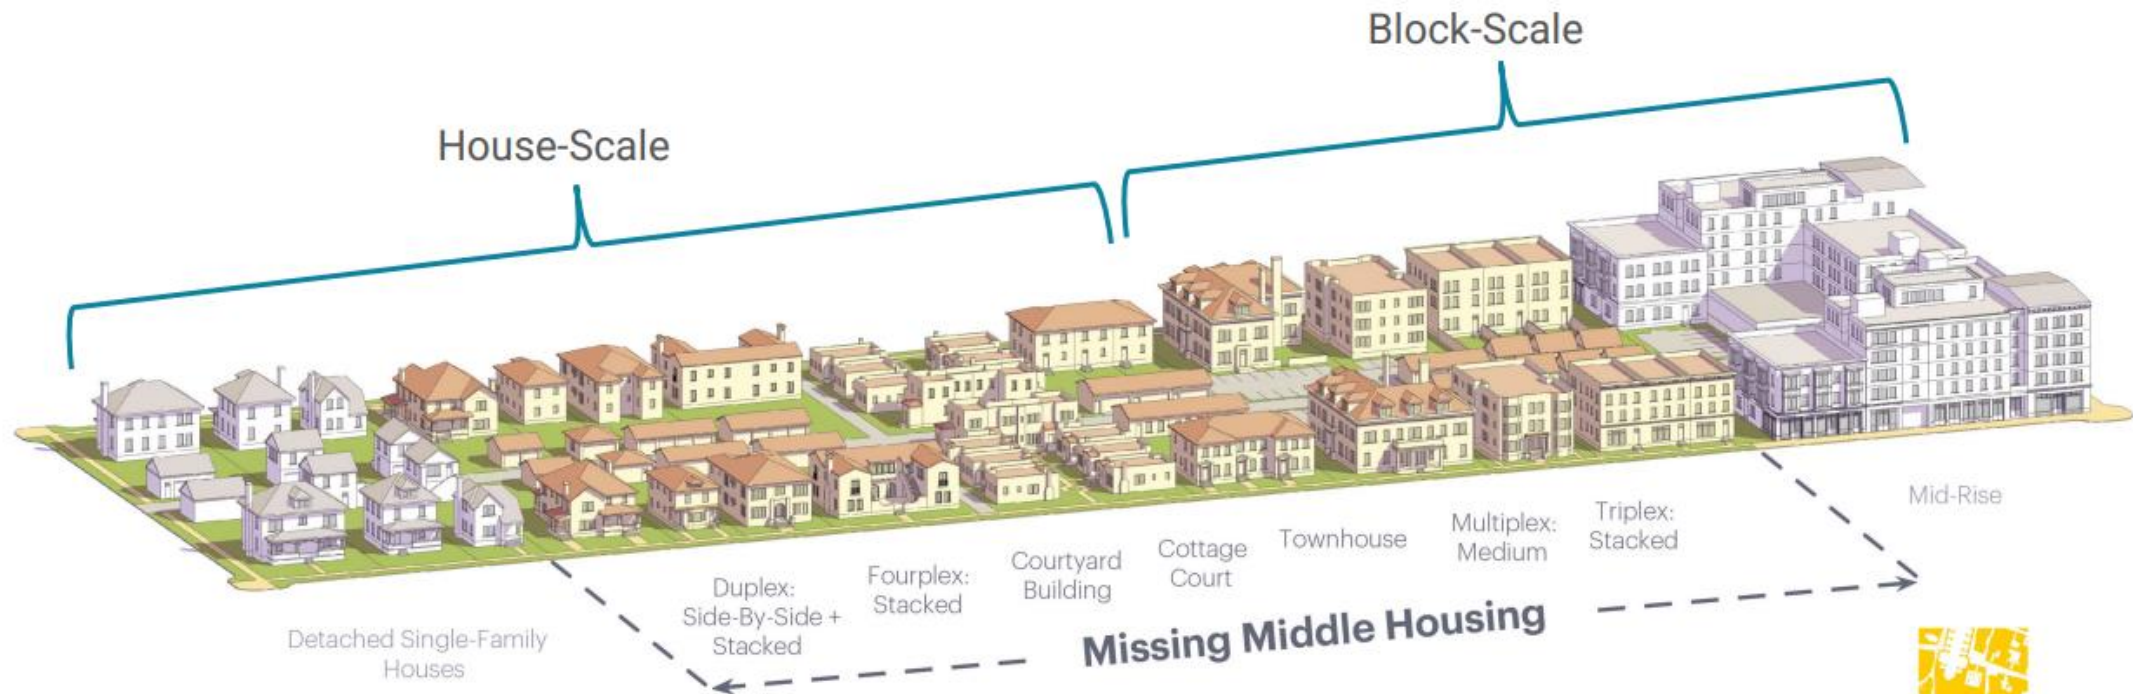 Block-Scale
House-Scale
Detached Single-Family
Houses
Duplex:
Side-By-Side +
Stacked
Fourplex:
Stacked
Courtyard
Building
Cottage
Court
Townhouse
Multiplex:
Medium
Triplex:
Stacked
Mid-Rise
Missing Middle Housing